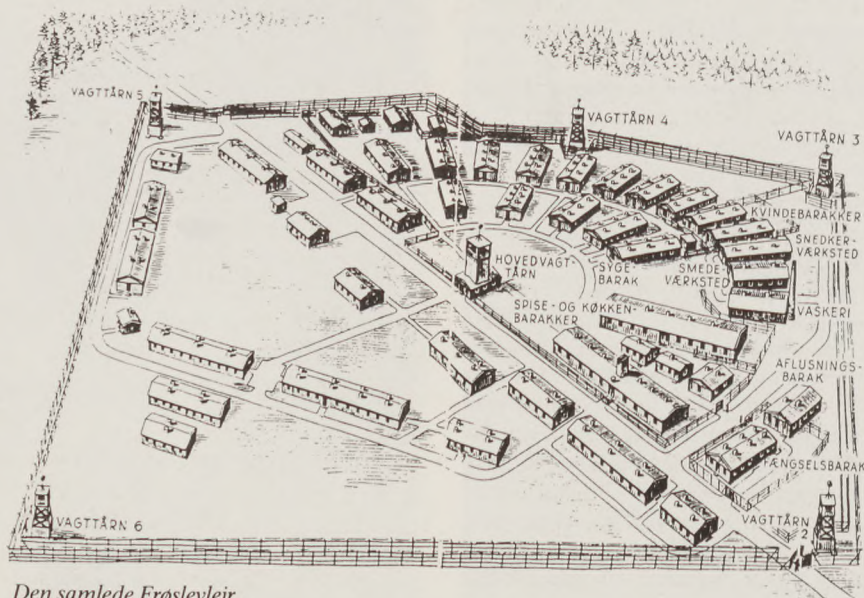 VAGTTÅRN 5
VAGTTÅRN 4
VAGTTÅRN 3
KVINDEBARAKKER
SNEDKER-
VÆRKSTED
HOVEDVAGT-
TÅRN
SYGE-
BARAK
SMEDE-
VÆRKSTED
VASKERI
SPISE- OG KØKKEN-
BARAKKER
AFLUSNINGS-
BARAK
FÆNGSELSBARAK
VAGTTÅRN 6
VAGTTÅRN
2
Den samlede Frøslevlejr